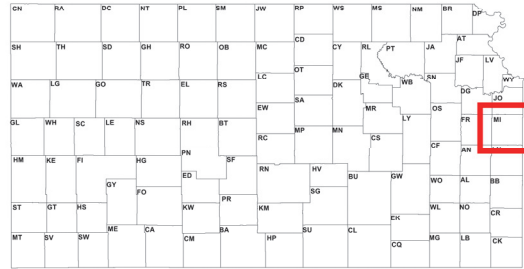 CN RA DC NT PL SM JW RP WS MS NM BR DP
CD AT
SH TH SD GH RO OB MC CY RL PT JA
JF LV
OT WY
LC GE WB SN
WA LG GO TR EL RS DK DG
JO
EW SA MR OS
GL WH SC LE NS RH BT LY FR MI
RC MP MN CS
CF
PN AN
HM KE FI HG SF
RN HV
ED BU GW WO AL BB
GY SG
FO
PR
ST GT HS KW KM WL NO
CR
EK
ME CA BA SU CL
MT SV SW CM HP MG LB CK
CQ